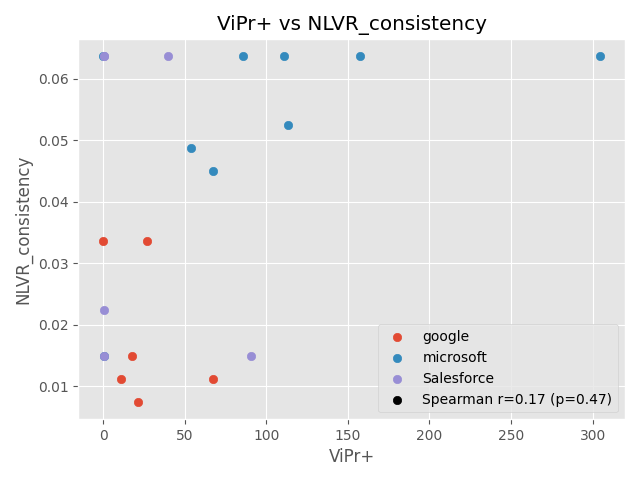 ViPr+ vs NLVR_consistency
NLVR_consistency
0.06
0.05
0.04
0.03
0.02
0.01
google
microsoft
Salesforce
Spearman r=0.17 (p=0.47)
0 50 100 150 200 250 300
ViPr+